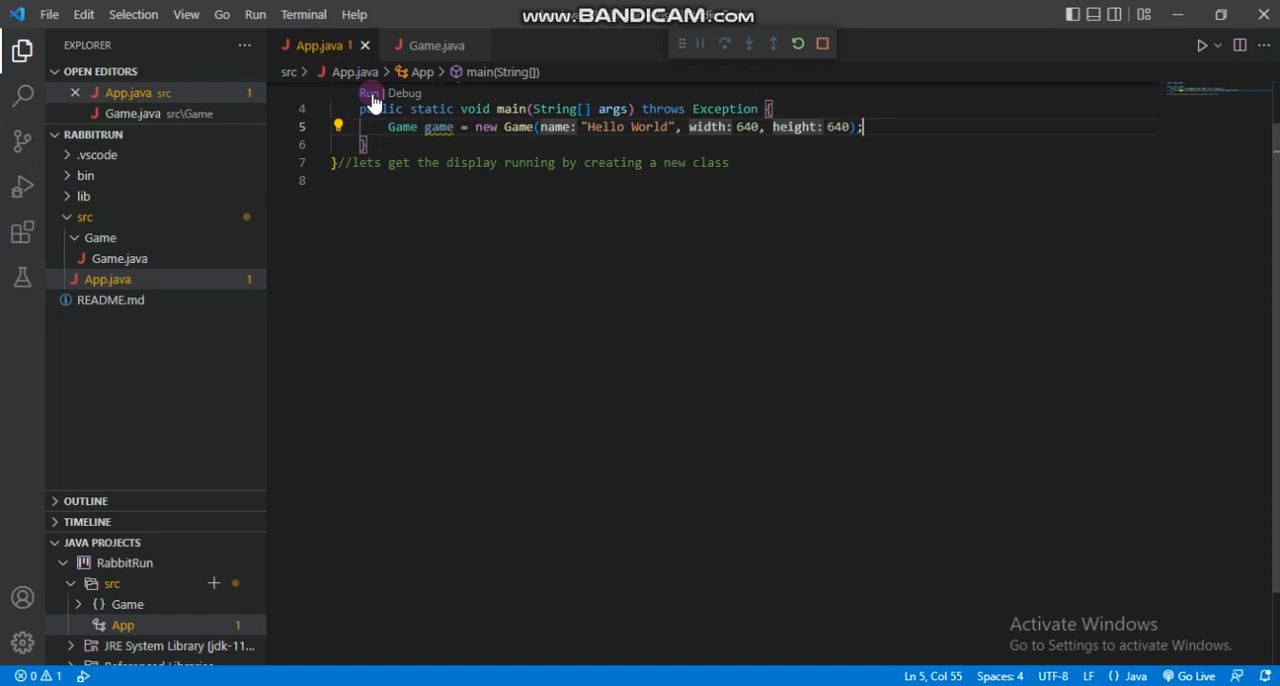 File Edit Selection View Go Run Terminal Help
www.BANDICAM.com
EXPLORER
App.java 1
Game.java
OPEN EDITORS
src > App.java > App > main(String[])
App.java src 1
Run | Debug
Game.java src\Game
4 public static void main(String[] args) throws Exception {
5 Game game = new Game(name:"Hello World", width:640, height:640);
6 }
7 }//lets get the display running by creating a new class
8
RABBITRUN
.vscode
bin
lib
src
Game
Game.java
App.java 1
README.md
OUTLINE
TIMELINE
JAVA PROJECTS
RabbitRun
src
{} Game
App 1
JRE System Library [jdk-11...
Activate Windows
Go to Settings to activate Windows.
0 1
Ln 5, Col 55 Spaces: 4 UTF-8 LF {} Java Go Live